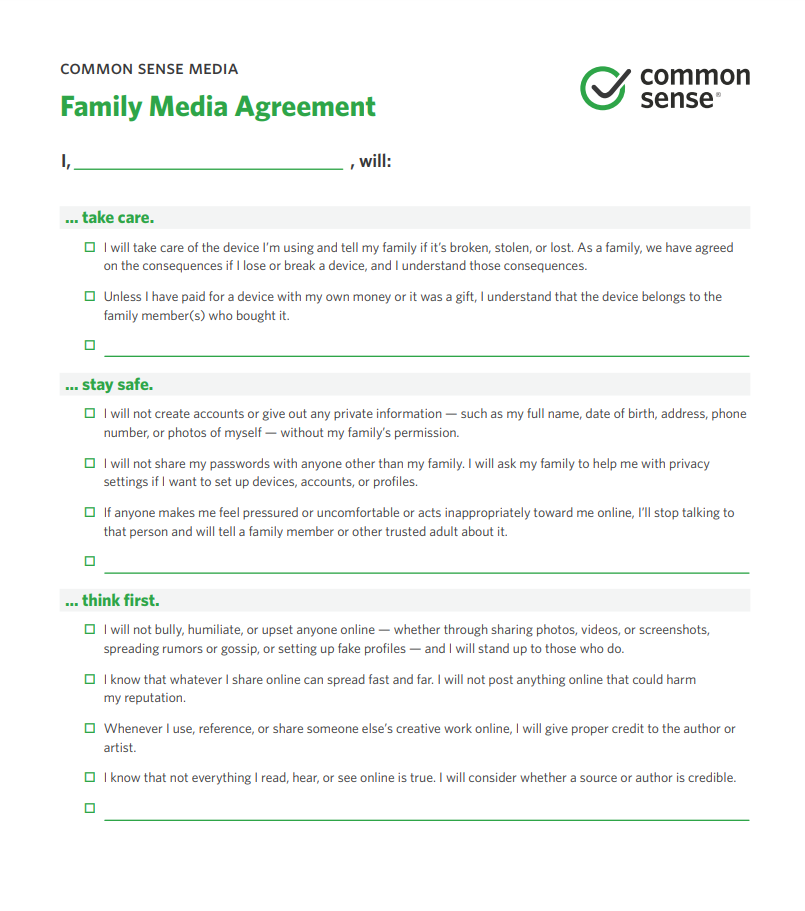 COMMON SENSE MEDIA
Family Media Agreement
common
sense®
I, , will:
... take care.
I will take care of the device I'm using and tell my family if it's broken, stolen, or lost. As a family, we have agreed
on the consequences if I lose or break a device, and I understand those consequences.
Unless I have paid for a device with my own money or it was a gift, I understand that the device belongs to the
family member(s) who bought it.
... stay safe.
I will not create accounts or give out any private information — such as my full name, date of birth, address, phone
number, or photos of myself — without my family's permission.
I will not share my passwords with anyone other than my family. I will ask my family to help me with privacy
settings if I want to set up devices, accounts, or profiles.
If anyone makes me feel pressured or uncomfortable or acts inappropriately toward me online, I'll stop talking to
that person and will tell a family member or other trusted adult about it.
... think first.
I will not bully, humiliate, or upset anyone online — whether through sharing photos, videos, or screenshots,
spreading rumors or gossip, or setting up fake profiles — and I will stand up to those who do.
I know that whatever I share online can spread fast and far. I will not post anything online that could harm
my reputation.
Whenever I use, reference, or share someone else's creative work online, I will give proper credit to the author or
artist.
I know that not everything I read, hear, or see online is true. I will consider whether a source or author is credible.